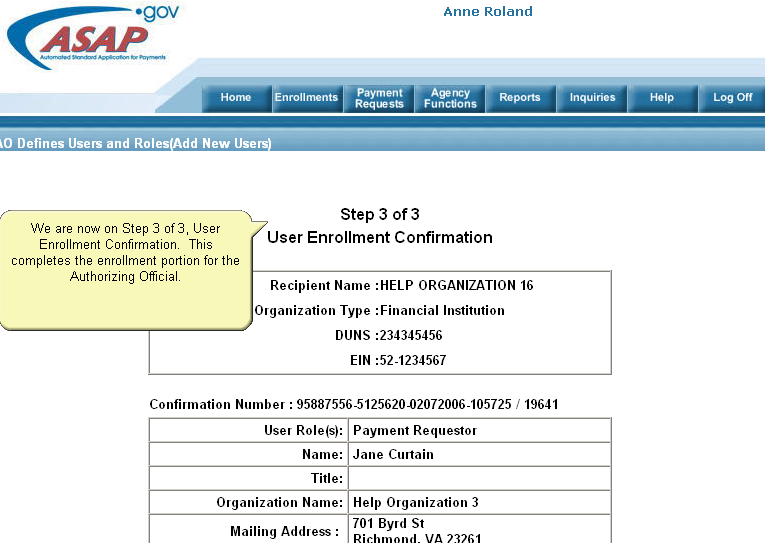 .gov
ASAP
Automated Standard Application for Payments
Anne Roland
Home
Enrollments
Payment Requests
Agency Functions
Reports
Inquiries
Help
Log Off
AO Defines Users and Roles(Add New Users)
Step 3 of 3
User Enrollment Confirmation
We are now on Step 3 of 3, User
Enrollment Confirmation. This
completes the enrollment portion for the
Authorizing Official.
Recipient Name :HELP ORGANIZATION 16
Organization Type :Financial Institution
DUNS :234345456
EIN :52-1234567
Confirmation Number : 95887556-5125620-02072006-105725 / 19641
User Role(s): Payment Requestor
Name: Jane Curtain
Title:
Organization Name: Help Organization 3
Mailing Address : 701 Byrd St
Richmond, VA 23261